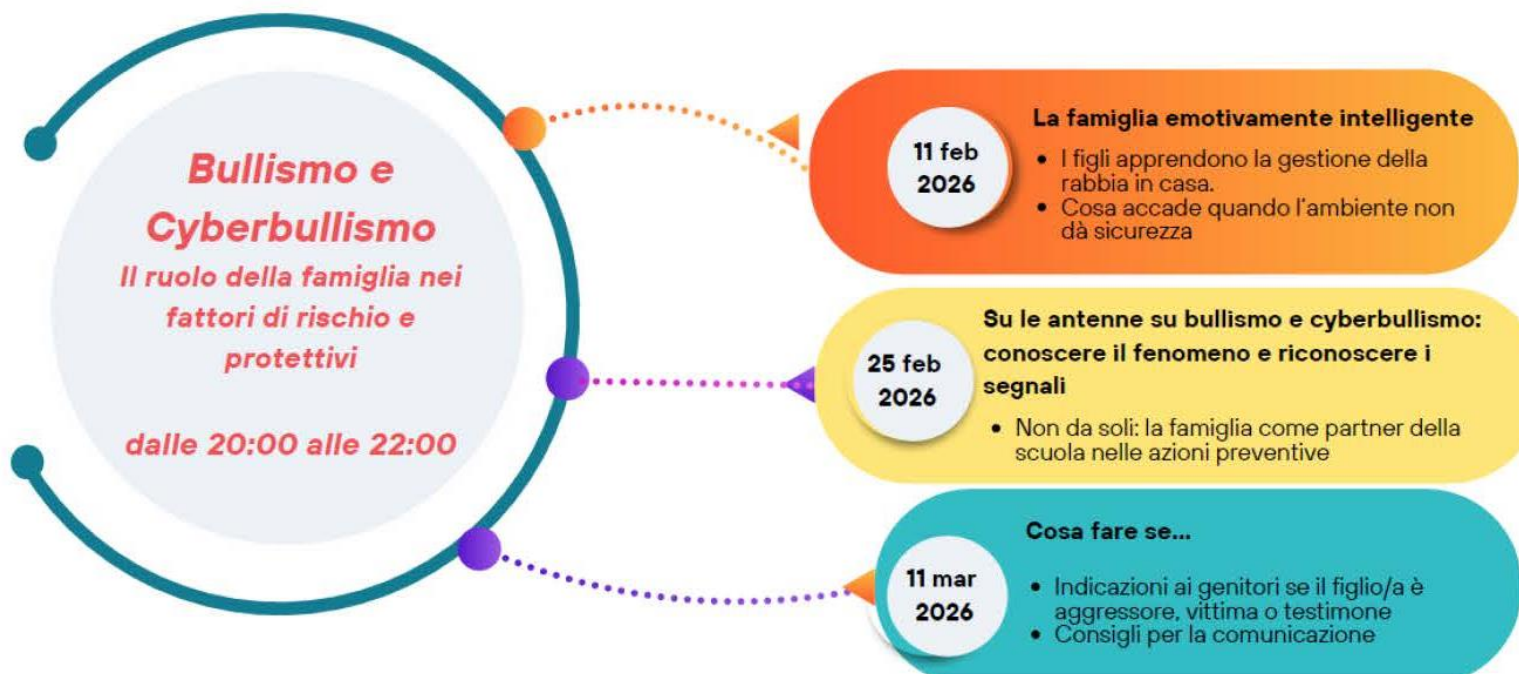 Bullismo e
Cyberbullismo
Il ruolo della famiglia nei
fattori di rischio e
protettivi
dalle 20:00 alle 22:00
11 feb
2026
La famiglia emotivamente intelligente
• I figli apprendono la gestione della
rabbia in casa.
• Cosa accade quando l'ambiente non
dà sicurezza
25 feb
2026
Su le antenne su bullismo e cyberbullismo:
conoscere il fenomeno e riconoscere i
segnali
• Non da soli: la famiglia come partner della
scuola nelle azioni preventive
11 mar
2026
Cosa fare se...
• Indicazioni ai genitori se il figlio/a è
aggressore, vittima o testimone
• Consigli per la comunicazione